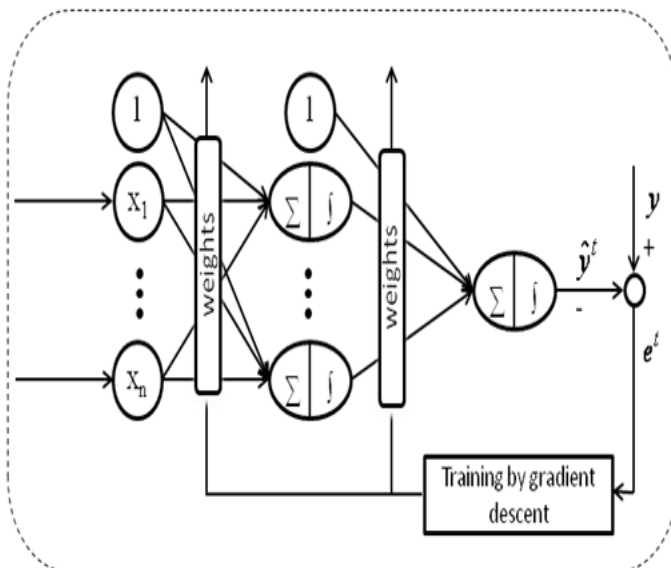 1
1
x₁
weights
∑ ∫
weights
y
+
ŷᵗ
∑ ∫
-
eᵗ
xₙ
∑ ∫
Training by gradient
descent